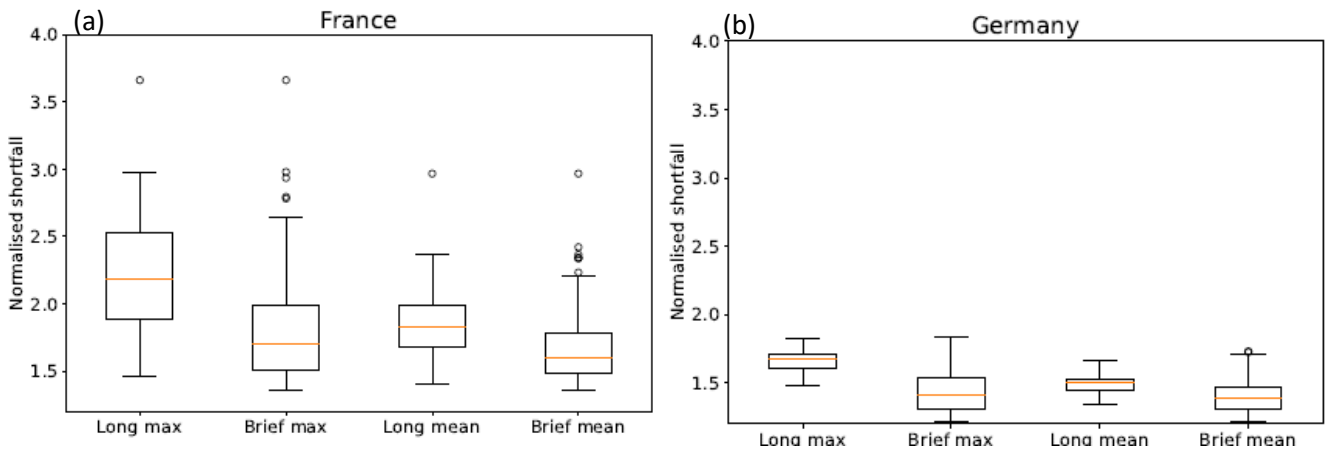 (a)
France
4.0
3.5
3.0
2.5
2.0
1.5
Normalised shortfall
Long max Brief max Long mean Brief mean
(b)
Germany
4.0
3.5
3.0
2.5
2.0
1.5
Normalised shortfall
Long max Brief max Long mean Brief mean